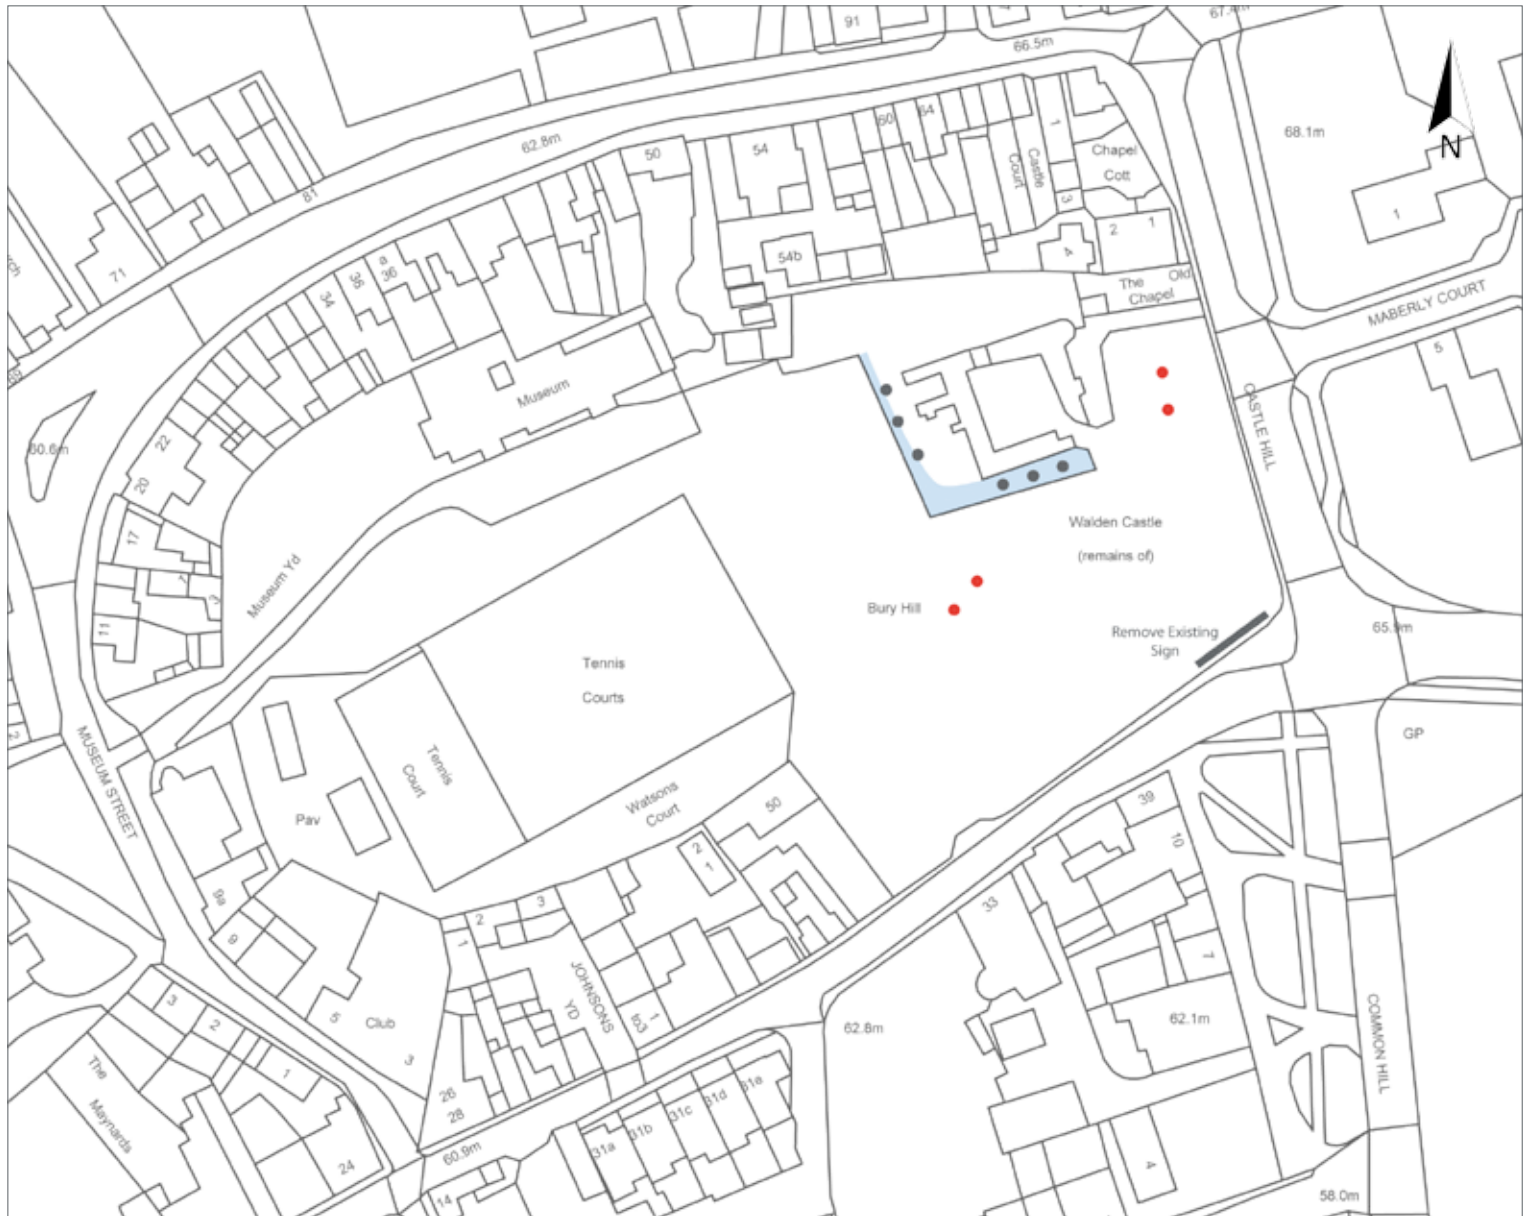 91
66.5m
67.4m
68.1m
N
62.8m
50
54
60
64
1
Castle
Court
3
Chapel
Cott
1
81
71
54b
4
2
1
The Old
Chapel
MABERLY COURT
5
a
36
36
34
Museum
CASTLE HILL
22
20
60.6m
17
7
3
11
Museum Yd
Walden Castle
(remains of)
Bury Hill
Remove Existing
Sign
65.9m
Tennis
Courts
Tennis
Court
Watsons
Court
50
GP
2
MUSEUM STREET
Pav
39
10
2
1
9a
9
33
2
3
1
7
JOHNSONS
YD
1
to3
5
Club
3
3
2
1
62.8m
62.1m
COMMON HILL
The
Maynards
26
28
31a
31b
31c
31d
31e
24
60.9m
14
4
58.0m